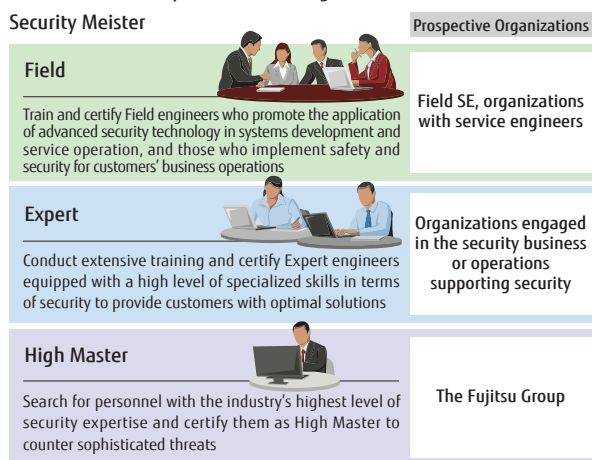 Security Meister
Prospective Organizations
Field
Train and certify Field engineers who promote the application
of advanced security technology in systems development and
service operation, and those who implement safety and
security for customers' business operations
Field SE, organizations
with service engineers
Expert
Conduct extensive training and certify Expert engineers
equipped with a high level of specialized skills in terms
of security to provide customers with optimal solutions
Organizations engaged
in the security business
or operations
supporting security
High Master
Search for personnel with the industry's highest level of
security expertise and certify them as High Master to
counter sophisticated threats
The Fujitsu Group